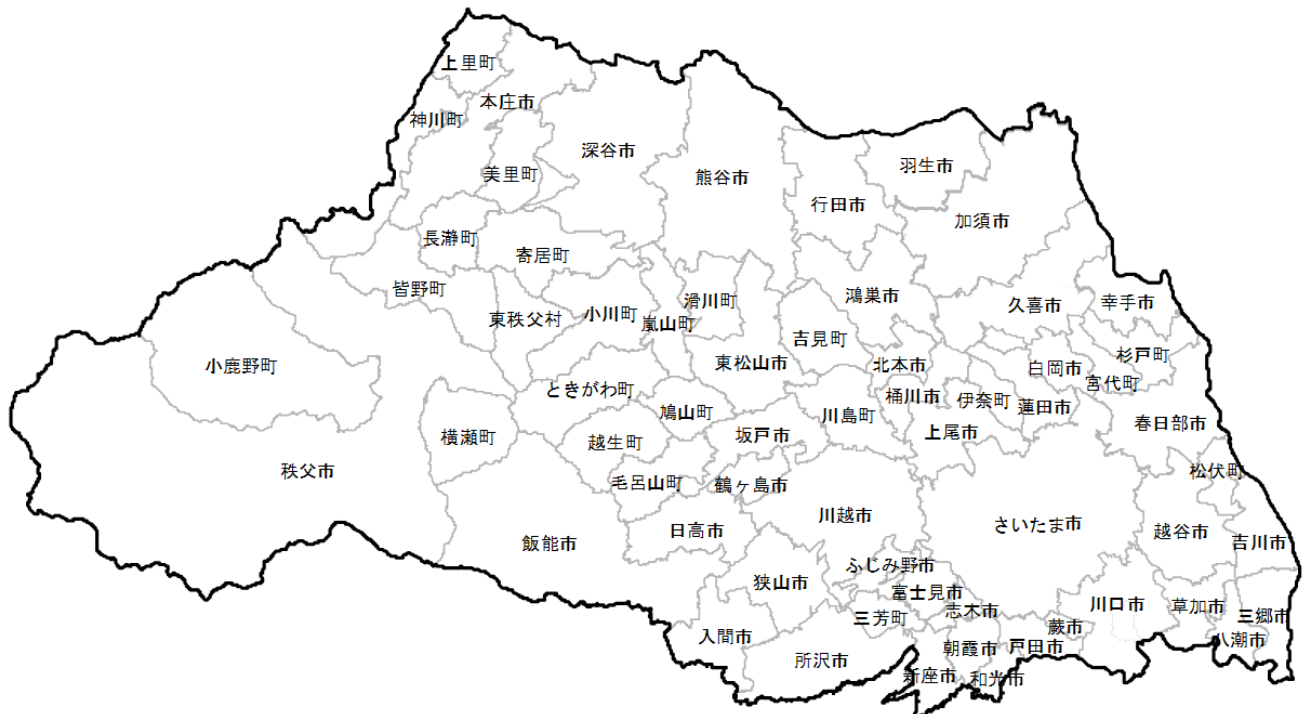 上里町
本庄市
神川町
深谷市
羽生市
美里町
熊谷市
行田市
加須市
長瀞町
寄居町
皆野町
鴻巣市
滑川町
久喜市
幸手市
東秩父村
小川町
嵐山町
吉見町
杉戸町
小鹿野町
東松山市
北本市
白岡市
宮代町
ときがわ町
桶川市
伊奈町
蓮田市
鳩山町
川島町
春日部市
横瀬町
越生町
坂戸市
上尾市
秩父市
松伏町
毛呂山町
鶴ヶ島市
川越市
さいたま市
日高市
越谷市
飯能市
吉川市
ふじみ野市
狭山市
富士見市
志木市
川口市
草加市
三郷市
三芳町
入間市
蕨市
八潮市
朝霞市
戸田市
所沢市
新座市
和光市